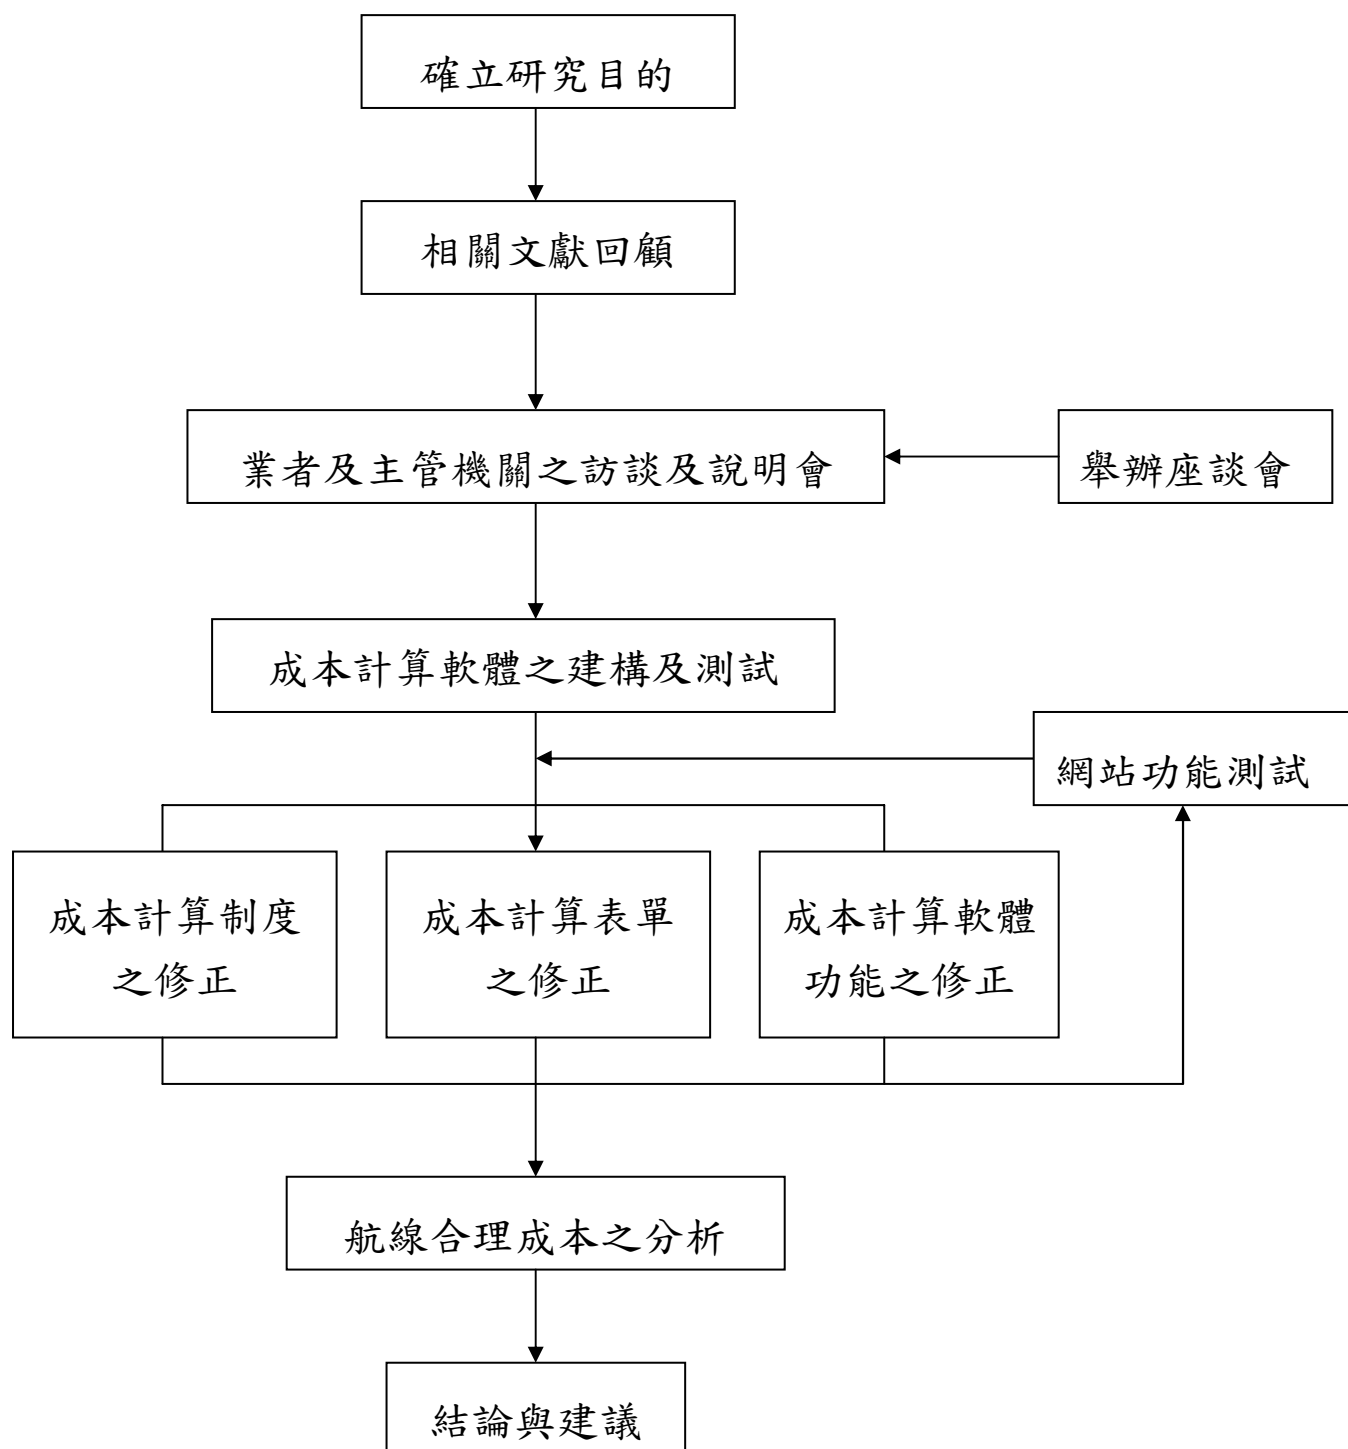 確立研究目的
相關文獻回顧
業者及主管機關之訪談及說明會
舉辦座談會
成本計算軟體之建構及測試
網站功能測試
成本計算制度
之修正
成本計算表單
之修正
成本計算軟體
功能之修正
航線合理成本之分析
結論與建議